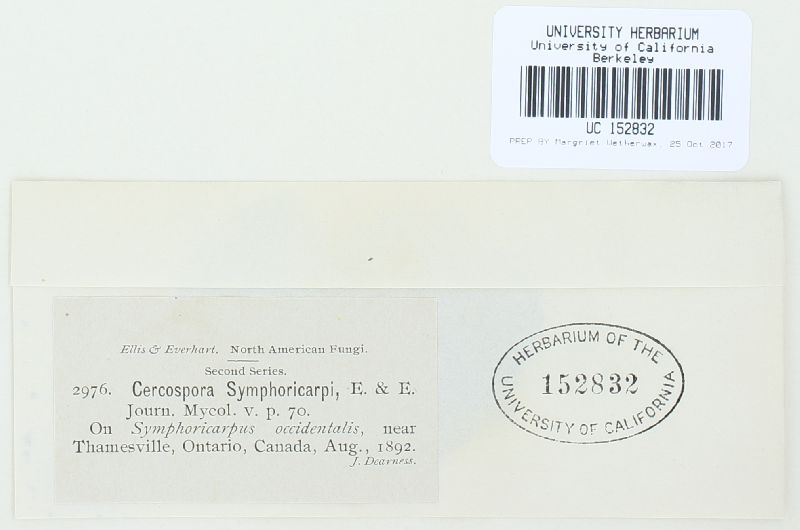 UNIVERSITY HERBARIUM
University of California
Berkeley
UC 152832
PREP BY Margriet Wetherwax, 25 Oct 2017
Ellis & Everhart. North American Fungi.
Second Series.
2976. Cercospora Symphoricarpi, E. & E.
Journ. Mycol. v. p. 70.
On Symphoricarpus occidentalis, near
Thamesville, Ontario, Canada, Aug., 1892.
J. Dearness.
HERBARIUM OF THE
152832
UNIVERSITY OF CALIFORNIA